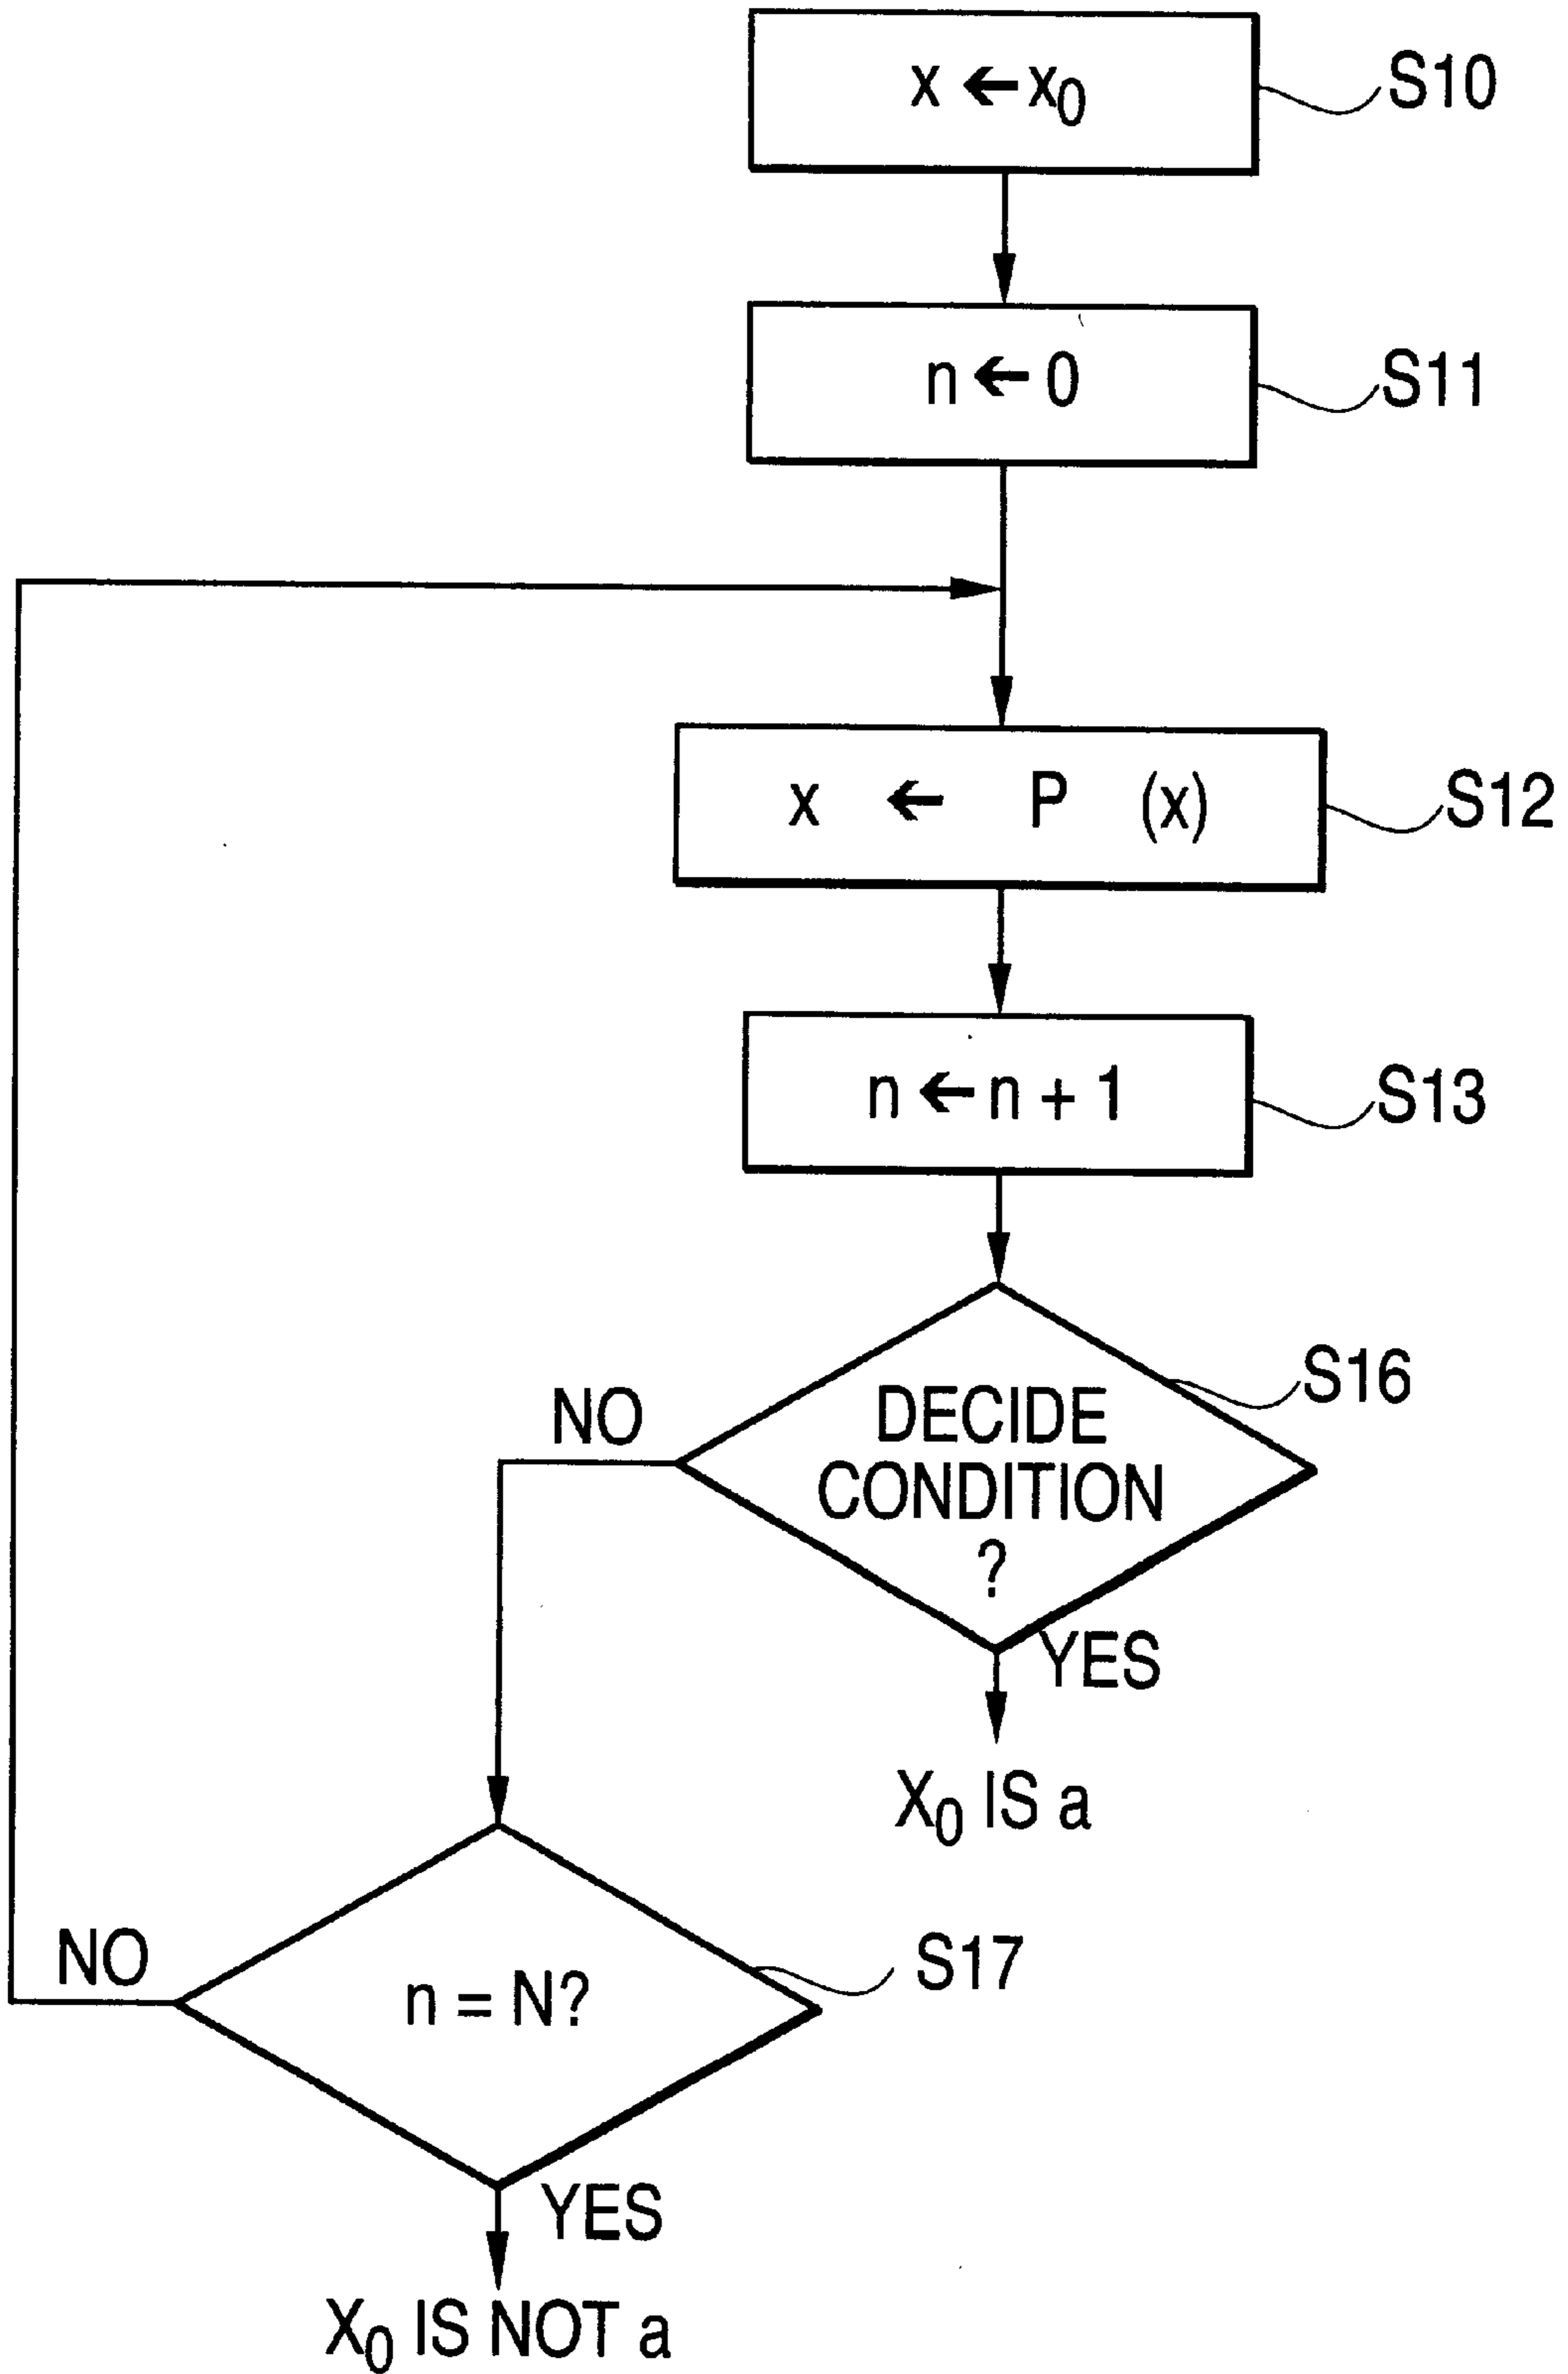 x ← x₀
S10
n ← 0
S11
x ← P (x)
S12
n ← n + 1
S13
S16
NO
DECIDE
CONDITION
?
YES
X₀ IS a
NO
S17
n = N?
YES
X₀ IS NOT a